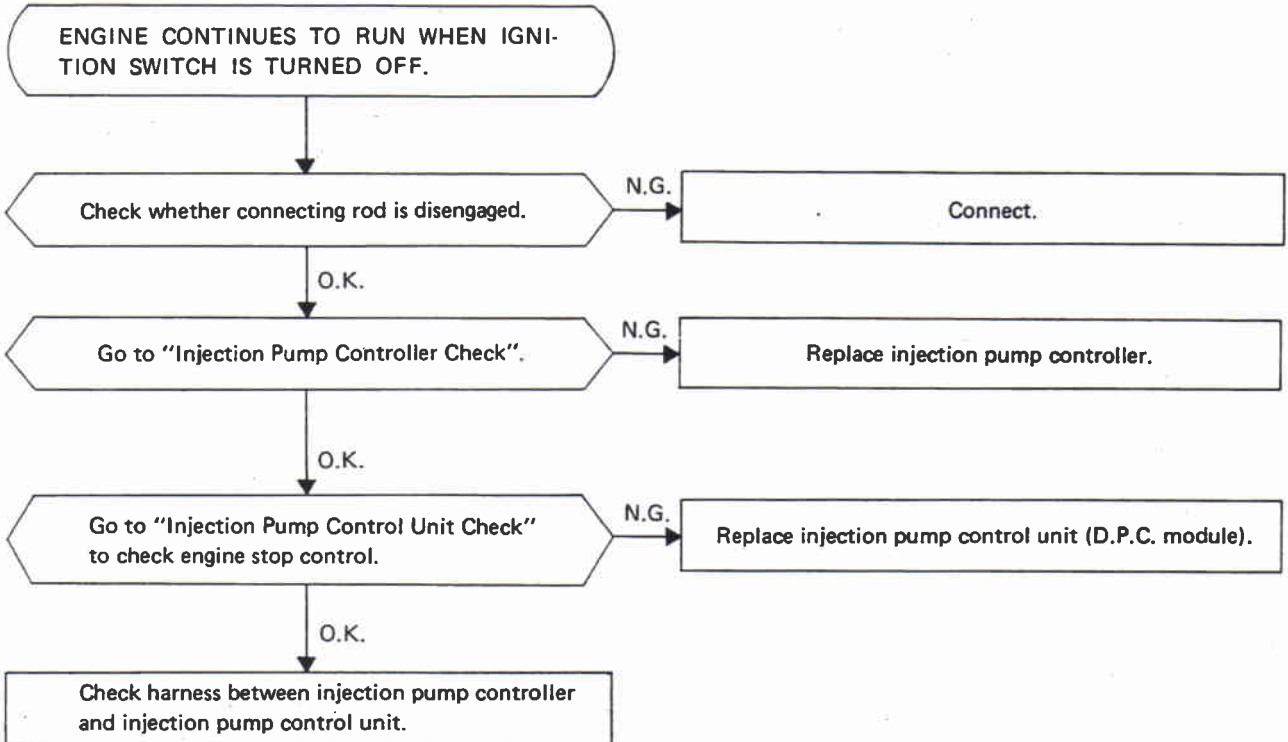 ENGINE CONTINUES TO RUN WHEN IGNI-
TION SWITCH IS TURNED OFF.
Check whether connecting rod is disengaged.
N.G.
Connect.
O.K.
Go to "Injection Pump Controller Check".
N.G.
Replace injection pump controller.
O.K.
Go to "Injection Pump Control Unit Check"
to check engine stop control.
N.G.
Replace injection pump control unit (D.P.C. module).
O.K.
Check harness between injection pump controller
and injection pump control unit.